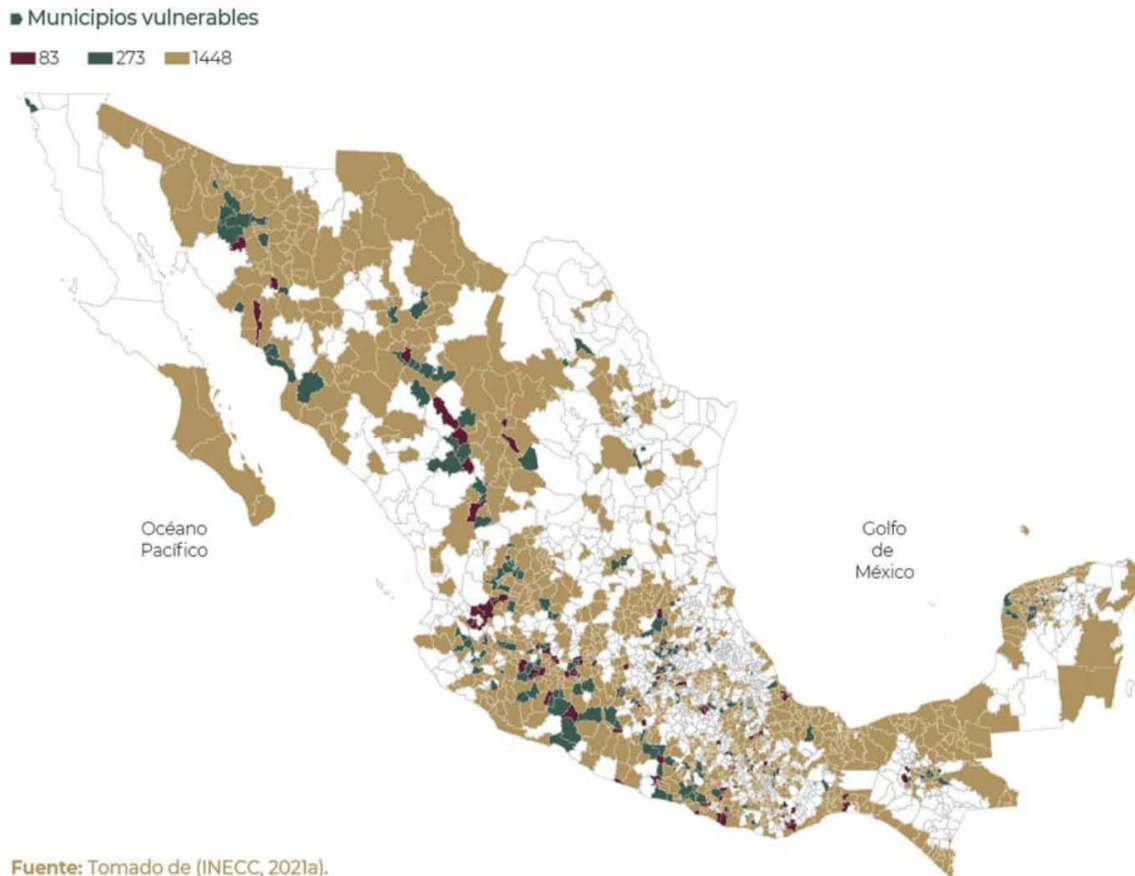 Municipios vulnerables
83 273 1448
Océano
Pacífico
Golfo
de
México
Fuente: Tomado de (INECC, 2021a).